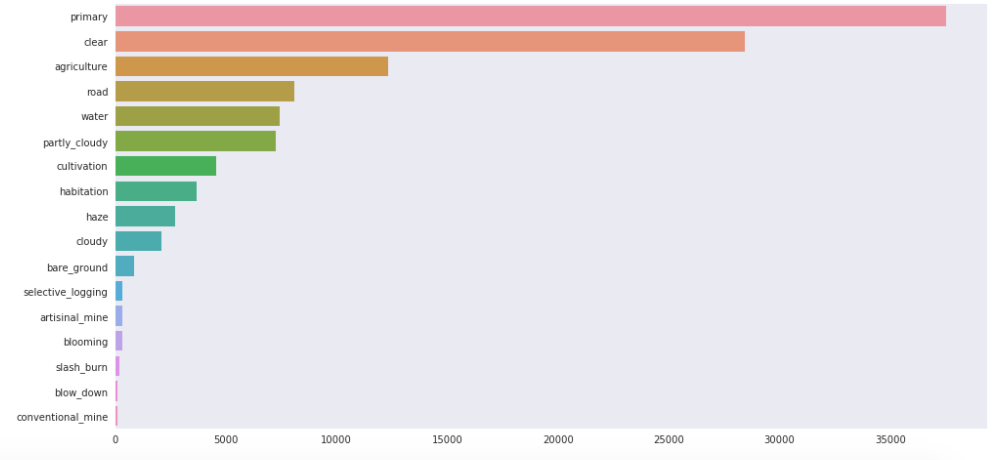 primary
clear
agriculture
road
water
partly_cloudy
cultivation
habitation
haze
cloudy
bare_ground
selective_logging
artisinal_mine
blooming
slash_burn
blow_down
conventional_mine
0 5000 10000 15000 20000 25000 30000 35000